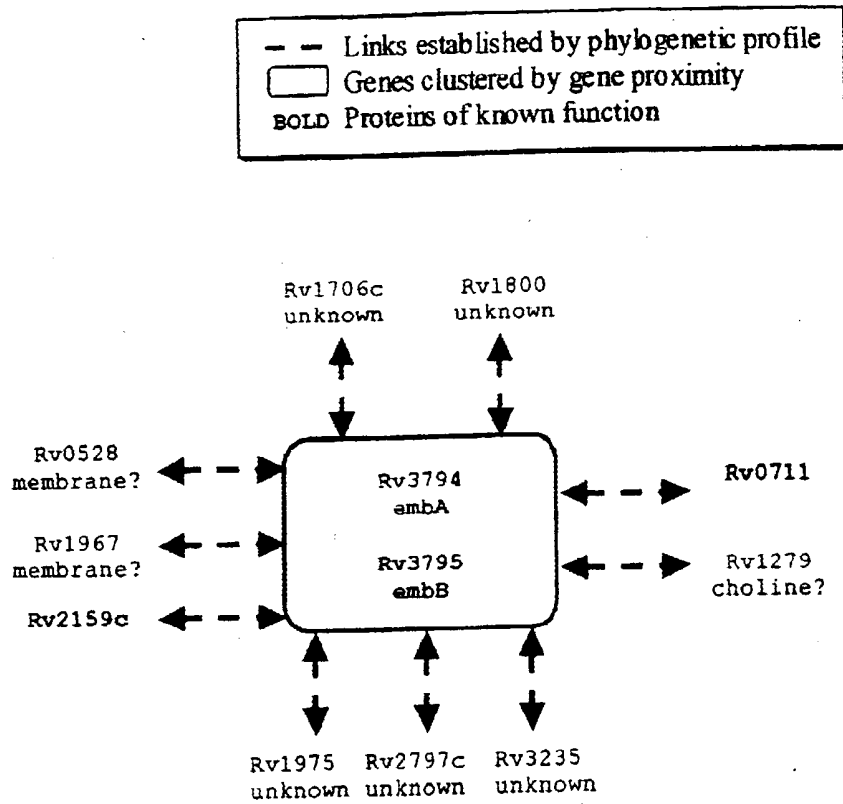 Links established by phylogenetic profile
Genes clustered by gene proximity
BOLD Proteins of known function
Rv1706c
unknown
Rv1800
unknown
Rv0528
membrane?
Rv3794
embA
Rv0711
Rv1967
membrane?
Rv3795
embB
Rv1279
choline?
Rv2159c
Rv1975
unknown
Rv2797c
unknown
Rv3235
unknown